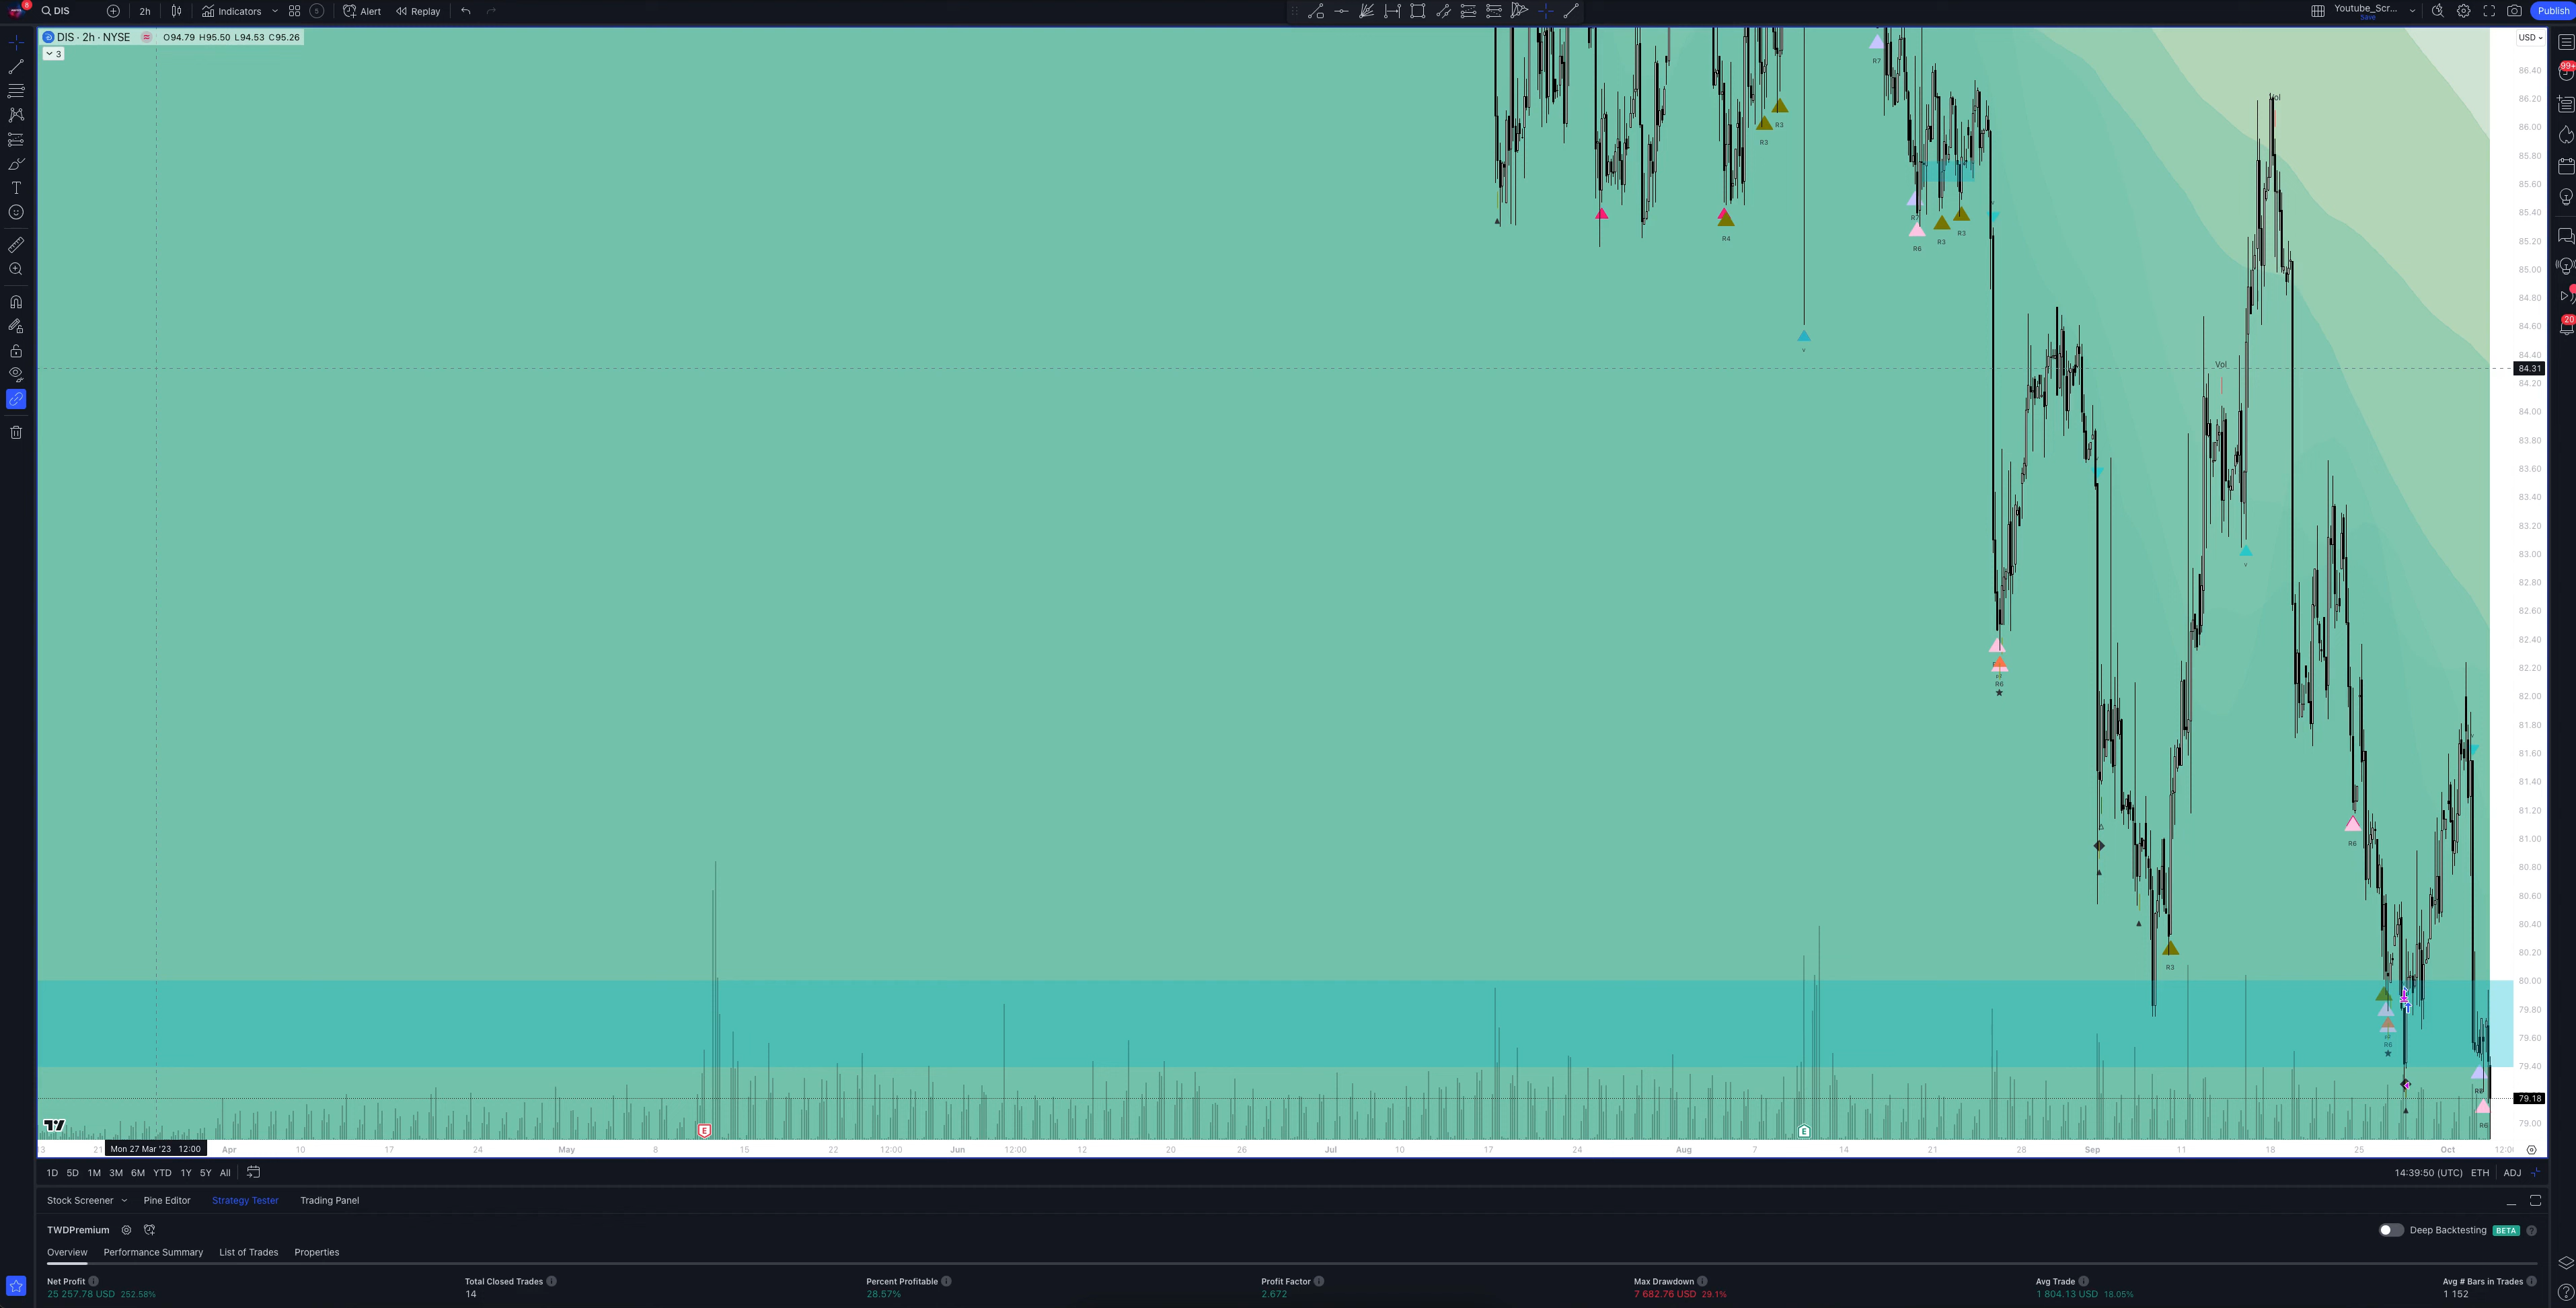 6 DIS 2h Indicators 5 Alert Replay Youtube_Scr... Save Publish
DIS · 2h · NYSE O94.79 H95.50 L94.53 C95.26 USD
3
86.40
86.20
86.00
85.80
85.60
85.40
85.20
85.00
84.80
84.60
84.40
84.31
84.20
84.00
83.80
83.60
83.40
83.20
83.00
82.80
82.60
82.40
82.20
82.00
81.80
81.60
81.40
81.20
81.00
80.80
80.60
80.40
80.20
80.00
79.80
79.60
79.40
79.18
79.00
R7
Vol
R3
R3
R4
R6
R3
R3
v
Vol
v
R6
R6
R3
R6
R6
E E
99+
20
Mon 27 Mar '23 12:00 Apr 10 17 24 May 8 15 22 12:00 Jun 12:00 12 20 26 Jul 10 17 24 Aug 7 14 21 28 Sep 11 18 25 Oct
1D 5D 1M 3M 6M YTD 1Y 5Y All 14:39:50 (UTC) ETH ADJ
Stock Screener Pine Editor Strategy Tester Trading Panel
TWDPremium Deep Backtesting BETA
Overview Performance Summary List of Trades Properties
Net Profit Total Closed Trades Percent Profitable Profit Factor Max Drawdown Avg Trade Avg # Bars in Trades
25 257.78 USD 252.58% 14 28.57% 2.672 7 682.76 USD 29.1% 1 804.13 USD 18.05% 1 152